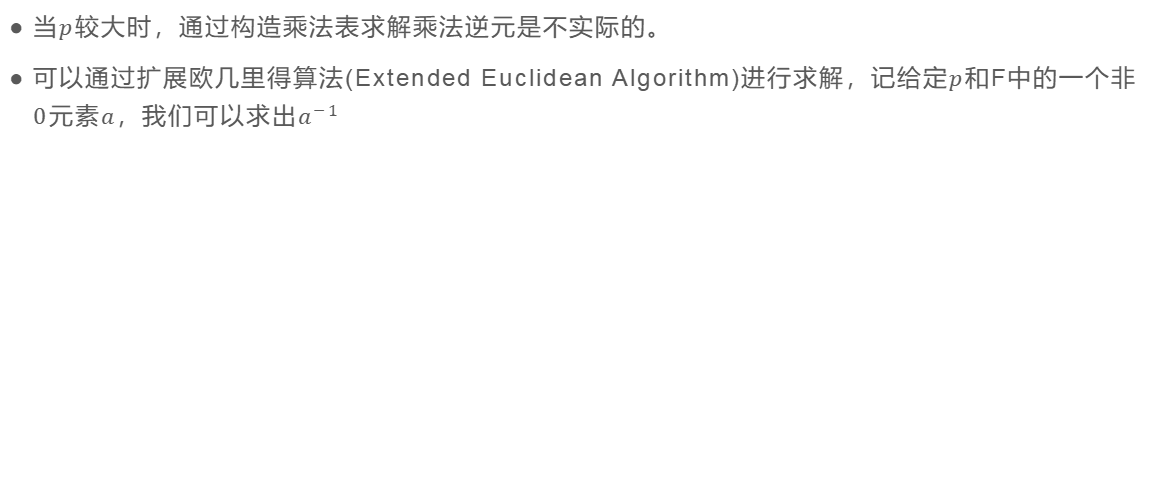 ● 当p较大时，通过构造乘法表求解乘法逆元是不实际的。
● 可以通过扩展欧几里得算法(Extended Euclidean Algorithm)进行求解，记给定p和F中的一个非
0元素a，我们可以求出a⁻¹